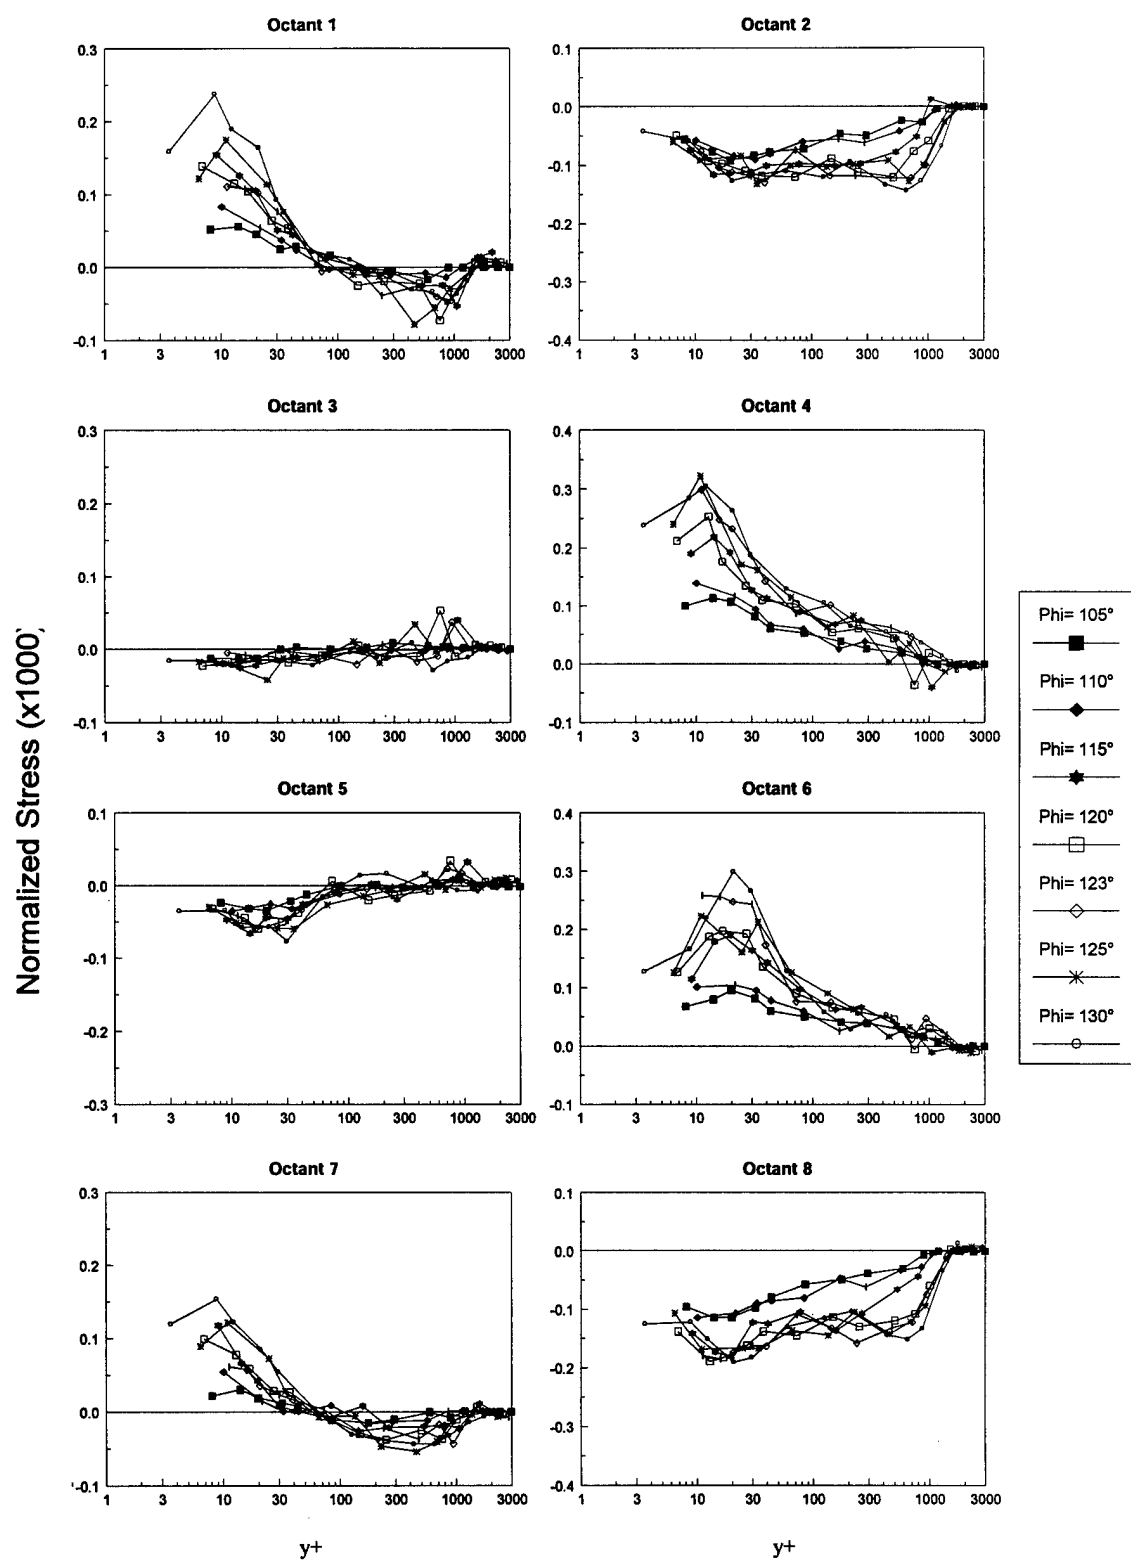 Octant 1
0.3
0.2
0.1
0.0
-0.1
1 3 10 30 100 300 1000 3000
Octant 2
0.1
0.0
-0.1
-0.2
-0.3
-0.4
1 3 10 30 100 300 1000 3000
Octant 3
0.3
0.2
0.1
0.0
-0.1
1 3 10 30 100 300 1000 3000
Octant 4
0.4
0.3
0.2
0.1
0.0
-0.1
1 3 10 30 100 300 1000 3000
Normalized Stress (x1000)
Octant 5
0.1
0.0
-0.1
-0.2
-0.3
1 3 10 30 100 300 1000 3000
Octant 6
0.4
0.3
0.2
0.1
0.0
-0.1
1 3 10 30 100 300 1000 3000
Octant 7
0.3
0.2
0.1
0.0
-0.1
1 3 10 30 100 300 1000 3000
y+
Octant 8
0.1
0.0
-0.1
-0.2
-0.3
-0.4
1 3 10 30 100 300 1000 3000
y+
Phi= 105°
Phi= 110°
Phi= 115°
Phi= 120°
Phi= 123°
Phi= 125°
Phi= 130°